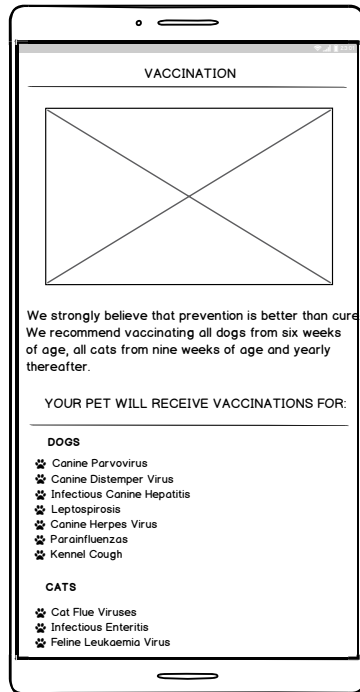 VACCINATION
We strongly believe that prevention is better than cure
We recommend vaccinating all dogs from six weeks
of age, all cats from nine weeks of age and yearly
thereafter.
YOUR PET WILL RECEIVE VACCINATIONS FOR:
DOGS
Canine Parvovirus
Canine Distemper Virus
Infectious Canine Hepatitis
Leptospirosis
Canine Herpes Virus
Parainfluenzas
Kennel Cough
CATS
Cat Flue Viruses
Infectious Enteritis
Feline Leukaemia Virus